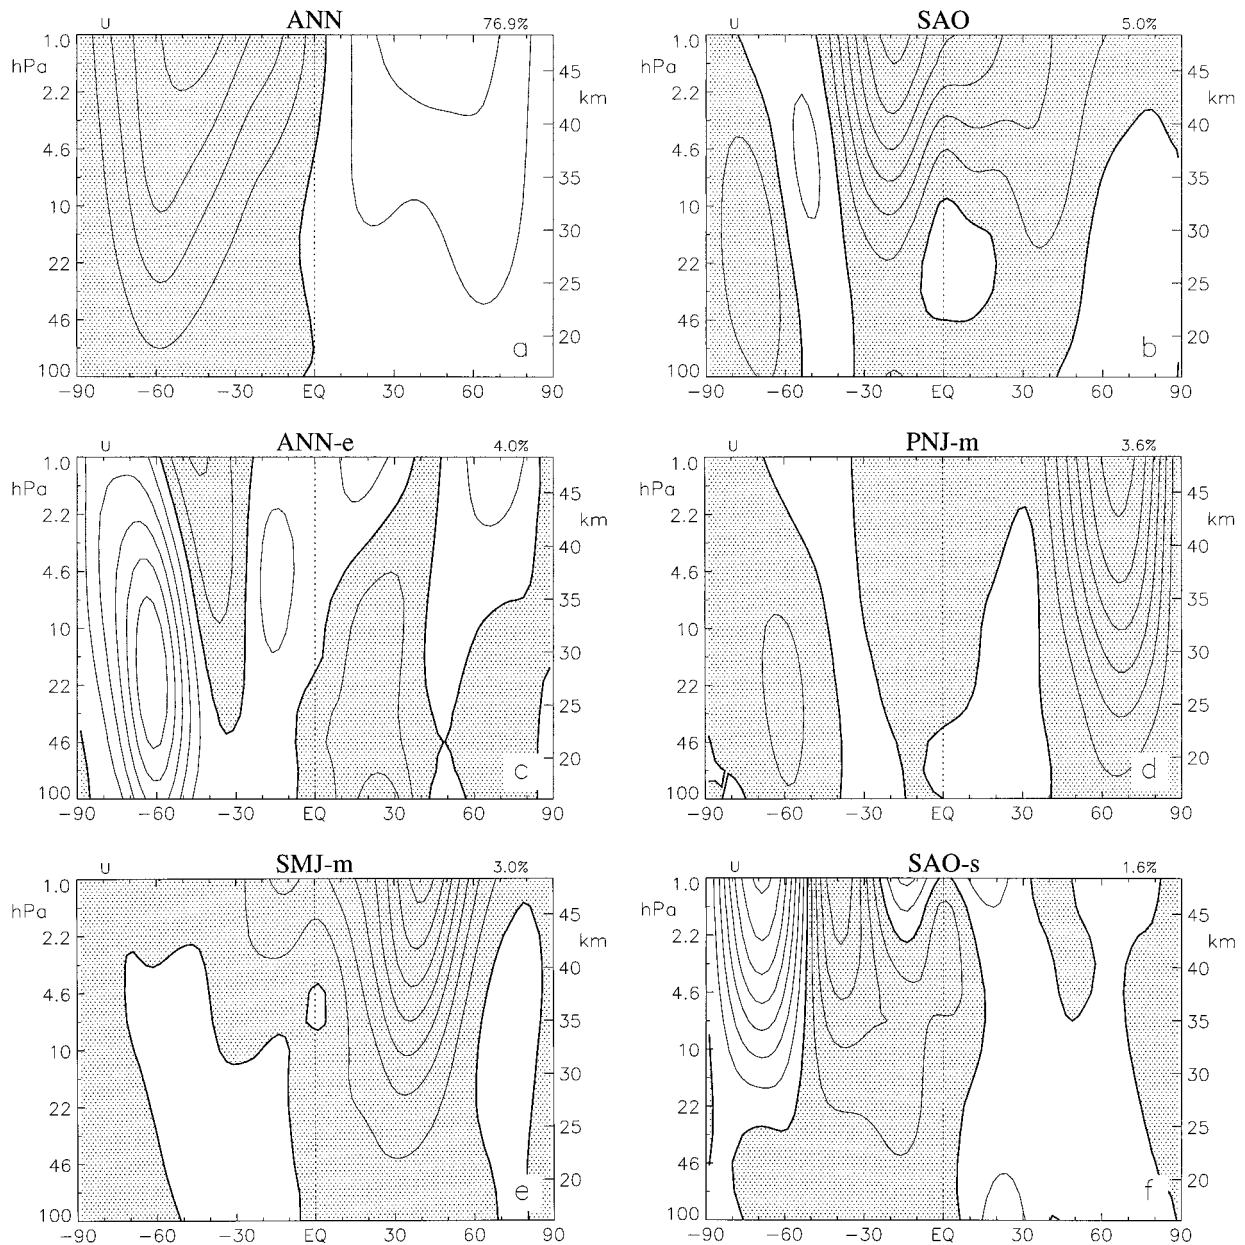 U ANN 76.9%
1.0
hPa
2.2
4.6
10
22
46
100
45
km
40
35
30
25
20
a
−90 −60 −30 EQ 30 60 90
U SAO 5.0%
1.0
hPa
2.2
4.6
10
22
46
100
45
km
40
35
30
25
20
b
−90 −60 −30 EQ 30 60 90
U ANN-e 4.0%
1.0
hPa
2.2
4.6
10
22
46
100
45
km
40
35
30
25
20
c
−90 −60 −30 EQ 30 60 90
U PNJ-m 3.6%
1.0
hPa
2.2
4.6
10
22
46
100
45
km
40
35
30
25
20
d
−90 −60 −30 EQ 30 60 90
U SMJ-m 3.0%
1.0
hPa
2.2
4.6
10
22
46
100
45
km
40
35
30
25
20
e
−90 −60 −30 EQ 30 60 90
U SAO-s 1.6%
1.0
hPa
2.2
4.6
10
22
46
100
45
km
40
35
30
25
20
f
−90 −60 −30 EQ 30 60 90